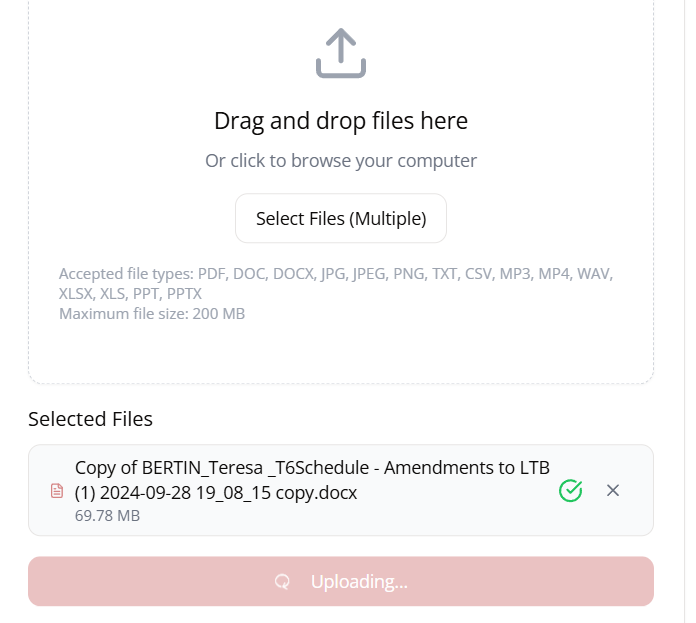 Drag and drop files here
Or click to browse your computer
Select Files (Multiple)
Accepted file types: PDF, DOC, DOCX, JPG, JPEG, PNG, TXT, CSV, MP3, MP4, WAV,
XLSX, XLS, PPT, PPTX
Maximum file size: 200 MB
Selected Files
Copy of BERTIN_Teresa _T6Schedule - Amendments to LTB
(1) 2024-09-28 19_08_15 copy.docx
69.78 MB
Uploading...